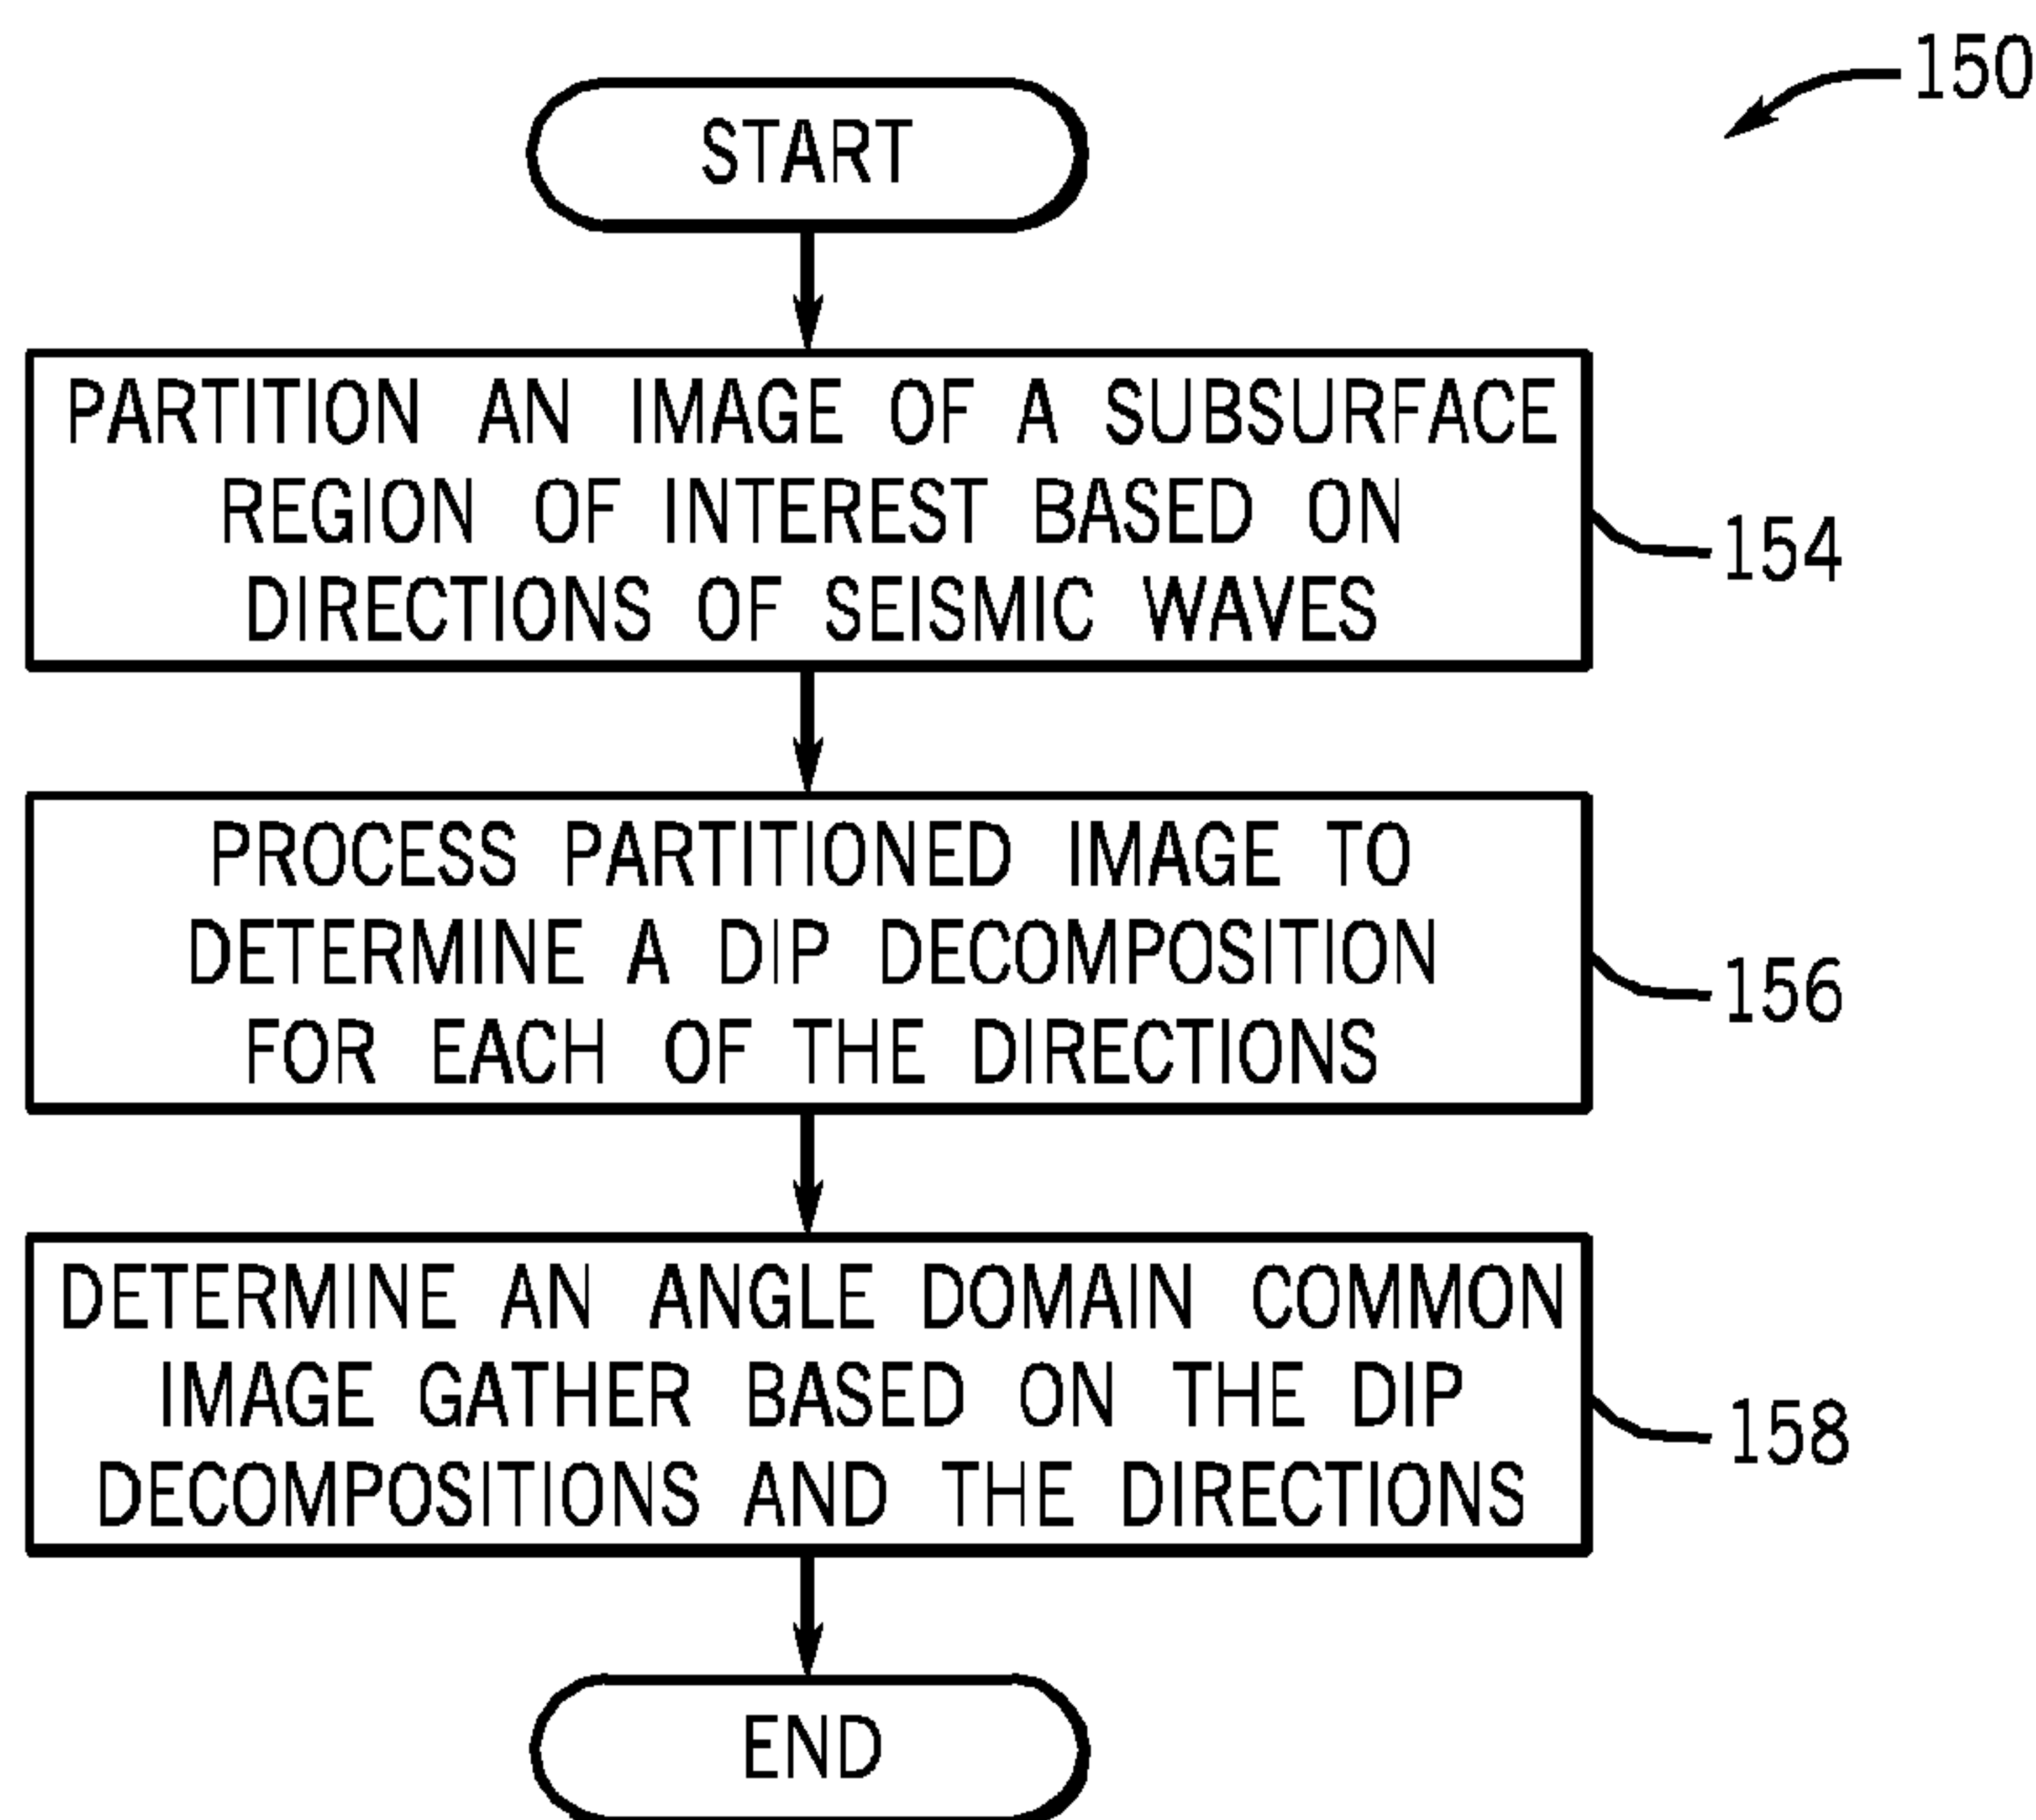 150
START
PARTITION AN IMAGE OF A SUBSURFACE
REGION OF INTEREST BASED ON
DIRECTIONS OF SEISMIC WAVES
154
PROCESS PARTITIONED IMAGE TO
DETERMINE A DIP DECOMPOSITION
FOR EACH OF THE DIRECTIONS
156
DETERMINE AN ANGLE DOMAIN COMMON
IMAGE GATHER BASED ON THE DIP
DECOMPOSITIONS AND THE DIRECTIONS
158
END